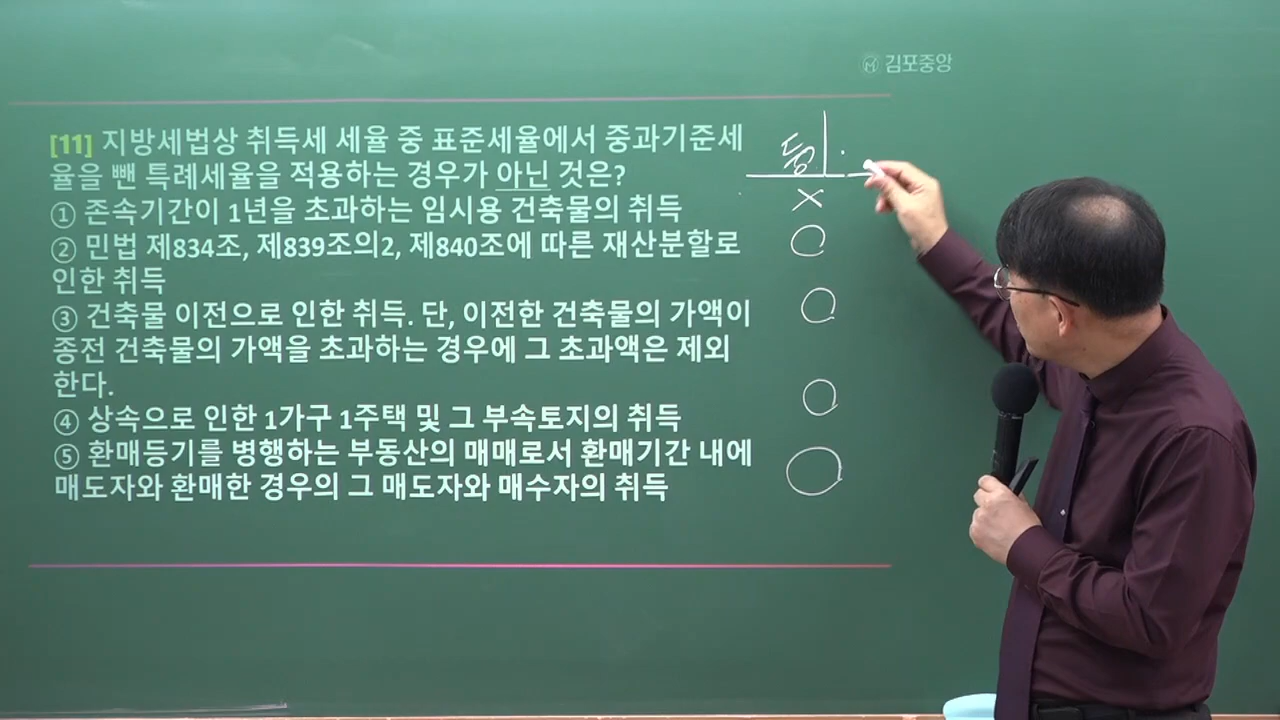 김포중앙
[11] 지방세법상 취득세 세율 중 표준세율에서 중과기준세
율을 뺀 특례세율을 적용하는 경우가 아닌 것은?
① 존속기간이 1년을 초과하는 임시용 건축물의 취득
② 민법 제834조, 제839조의2, 제840조에 따른 재산분할로
인한 취득
③ 건축물 이전으로 인한 취득. 단, 이전한 건축물의 가액이
종전 건축물의 가액을 초과하는 경우에 그 초과액은 제외
한다.
④ 상속으로 인한 1가구 1주택 및 그 부속토지의 취득
⑤ 환매등기를 병행하는 부동산의 매매로서 환매기간 내에
매도자와 환매한 경우의 그 매도자와 매수자의 취득
등
X
O
O
O
O